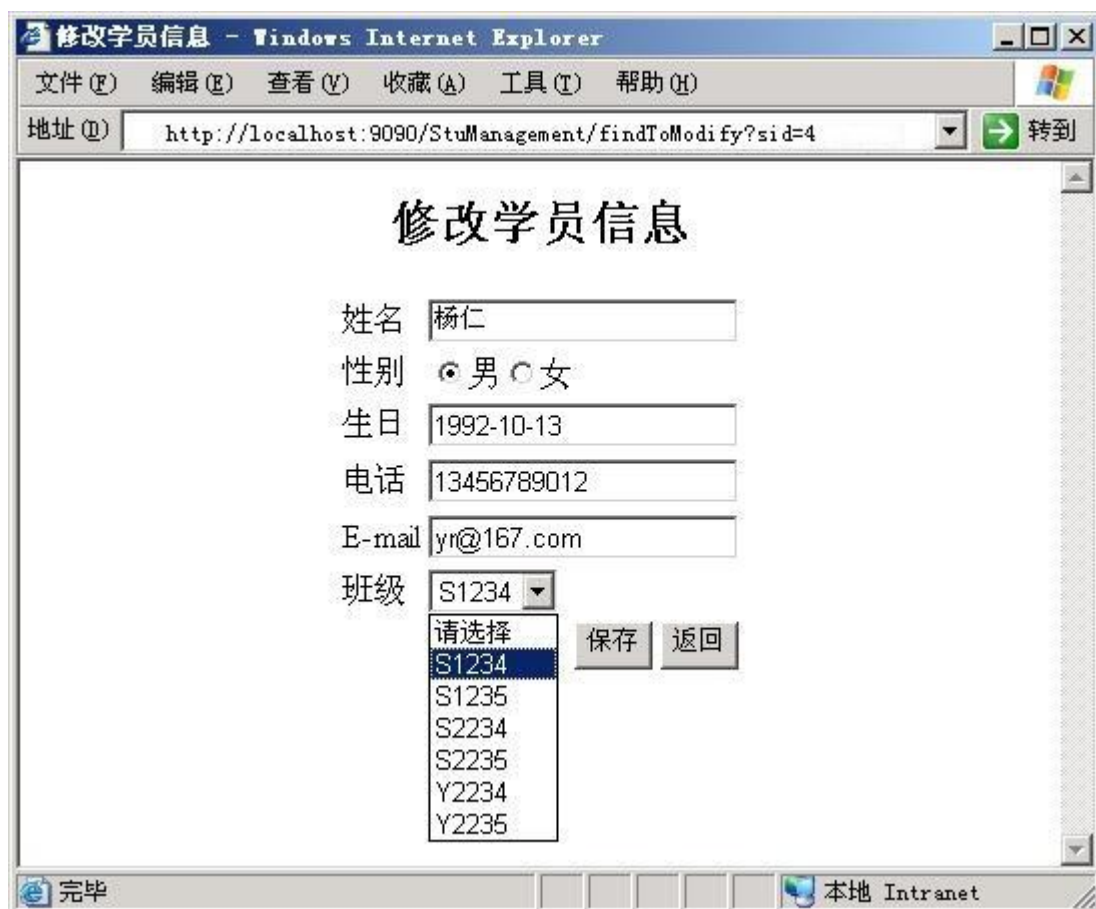 修改学员信息 - Windows Internet Explorer
文件(F) 编辑(E) 查看(V) 收藏(A) 工具(T) 帮助(H)
地址(D) http://localhost:9090/StuManagement/findToModify?sid=4 转到
修改学员信息
姓名 杨仁
性别 男 女
生日 1992-10-13
电话 13456789012
E-mail yr@167.com
班级 S1234
请选择 保存 返回
S1234
S1235
S2234
S2235
Y2234
Y2235
完毕 本地 Intranet